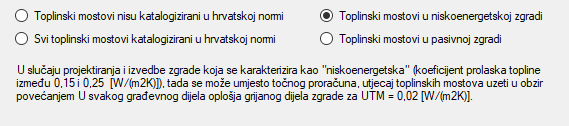 Toplinski mostovi nisu katalogizirani u hrvatskoj normi
Toplinski mostovi u niskoenergetskoj zgradi
Svi toplinski mostovi katalogizirani u hrvatskoj normi
Toplinski mostovi u pasivnoj zgradi
U slučaju projektiranja i izvedbe zgrade koja se karakterizira kao "niskoenergetska" (koeficijent prolaska topline
između 0,15 i 0,25 [W/(m2K)]), tada se može umjesto točnog proračuna, utjecaj toplinskih mostova uzeti u obzir
povećanjem U svakog građevnog dijela oplošja grijanog dijela zgrade za UTM = 0,02 [W/(m2K)].